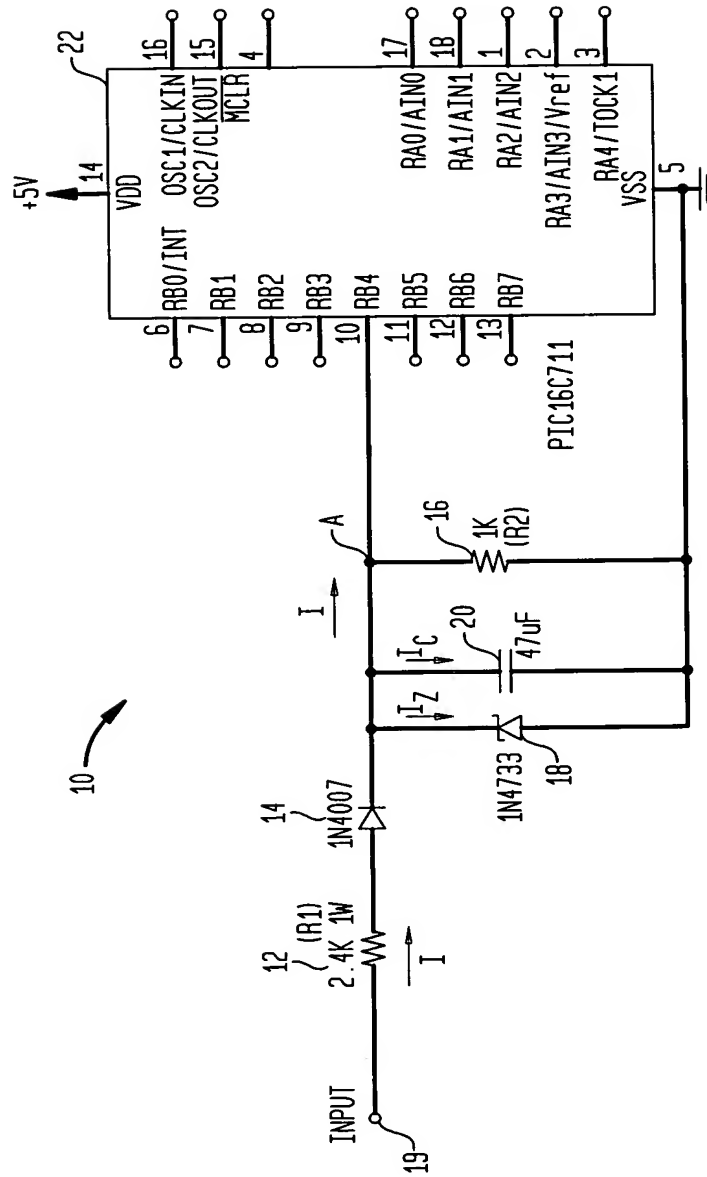 10
INPUT
19
12
(R1)
2.4K 1W
I
14
1N4007
I
A
I_Z
I_C
1N4733
18
20
47uF
16
1K
(R2)
+5V
22
14
VDD
6
RB0/INT
7
RB1
8
RB2
9
RB3
10
RB4
11
RB5
12
RB6
13
RB7
OSC1/CLKIN
16
OSC2/CLKOUT
15
MCLR
4
RA0/AIN0
17
RA1/AIN1
18
RA2/AIN2
1
RA3/AIN3/Vref
2
RA4/TOCK1
3
VSS
5
PIC16C711